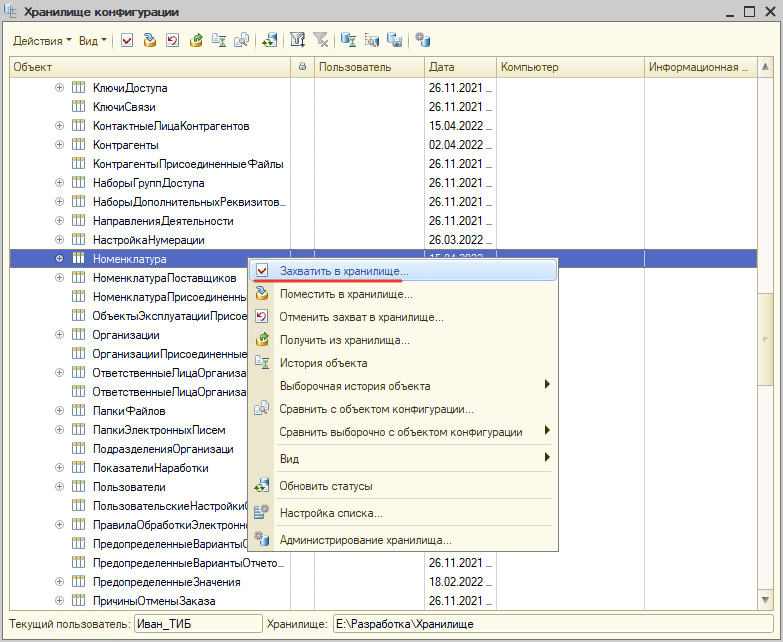 Хранилище конфигурации
Действия Вид
Объект Пользователь Дата Компьютер Информационная ...
КлючиДоступа 26.11.2021 ...
КлючиСвязи 26.11.2021 ...
КонтактныеЛицаКонтрагентов 15.04.2022 ...
Контрагенты 02.04.2022 ...
КонтрагентыПрисоединенныеФайлы 26.11.2021 ...
НаборыГруппДоступа 26.11.2021 ...
НаборыДополнительныхРеквизитов... 26.11.2021 ...
НаправленияДеятельности 26.11.2021 ...
НастройкаНумерации 26.03.2022 ...
Номенклатура 15.04.2022 ...
НоменклатураПоставщиков
НоменклатураПрисоединенны
ОбъектыЭксплуатацииПрисое
Организации
ОрганизацииПрисоединенные
ОтветственныеЛицаОрганиза
ОтветственныеЛицаОрганиза
ПапкиФайлов
ПапкиЭлектронныхПисем
ПодразделенияОрганизаци
ПоказателиНаработки
Пользователи
ПользовательскиеНастройки
ПравилаОбработкиЭлектронн
ПредопределенныеВарианты
ПредопределенныеВариантыОтчето... 26.11.2021 ...
ПредопределенныеЗначения 18.02.2022 ...
ПричиныОтменыЗаказа 26.11.2021 ...
Захватить в хранилище...
Поместить в хранилище...
Отменить захват в хранилище...
Получить из хранилища...
История объекта
Выборочная история объекта
Сравнить с объектом конфигурации...
Сравнить выборочно с объектом конфигурации
Вид
Обновить статусы
Настройка списка...
Администрирование хранилища...
Текущий пользователь: Иван_ТИБ Хранилище: E:\Разработка\Хранилище